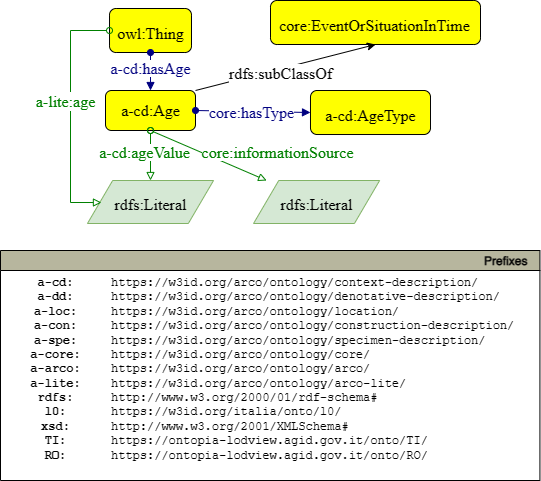 owl:Thing
core:EventOrSituationInTime
a-cd:hasAge
rdfs:subClassOf
a-lite:age
a-cd:Age
core:hasType
a-cd:AgeType
a-cd:ageValue
core:informationSource
rdfs:Literal
rdfs:Literal
Prefixes
a-cd: https://w3id.org/arco/ontology/context-description/
a-dd: https://w3id.org/arco/ontology/denotative-description/
a-loc: https://w3id.org/arco/ontology/location/
a-con: https://w3id.org/arco/ontology/construction-description/
a-spe: https://w3id.org/arco/ontology/specimen-description/
a-core: https://w3id.org/arco/ontology/core/
a-arco: https://w3id.org/arco/ontology/arco/
a-lite: https://w3id.org/arco/ontology/arco-lite/
rdfs: http://www.w3.org/2000/01/rdf-schema#
l0: https://w3id.org/italia/onto/l0/
xsd: http://www.w3.org/2001/XMLSchema#
TI: https://ontopia-lodview.agid.gov.it/onto/TI/
RO: https://ontopia-lodview.agid.gov.it/onto/RO/